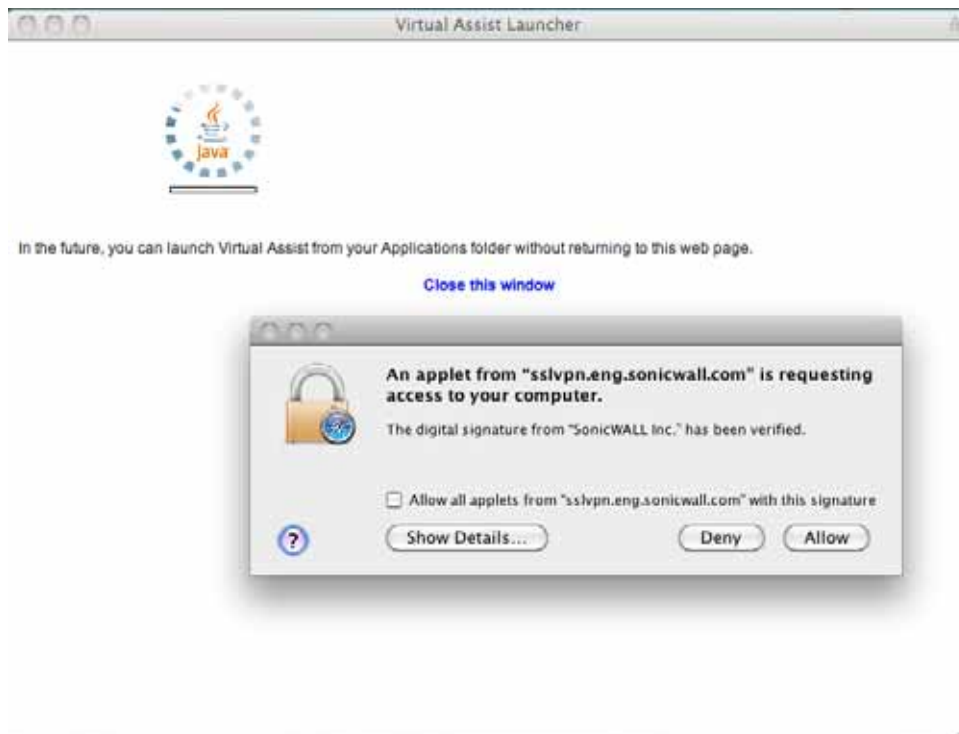 Virtual Assist Launcher
Java
In the future, you can launch Virtual Assist from your Applications folder without returning to this web page.
Close this window
An applet from "sslvpn.eng.sonicwall.com" is requesting
access to your computer.
The digital signature from "SonicWALL Inc." has been verified.
Allow all applets from "sslvpn.eng.sonicwall.com" with this signature
?
Show Details...
Deny
Allow